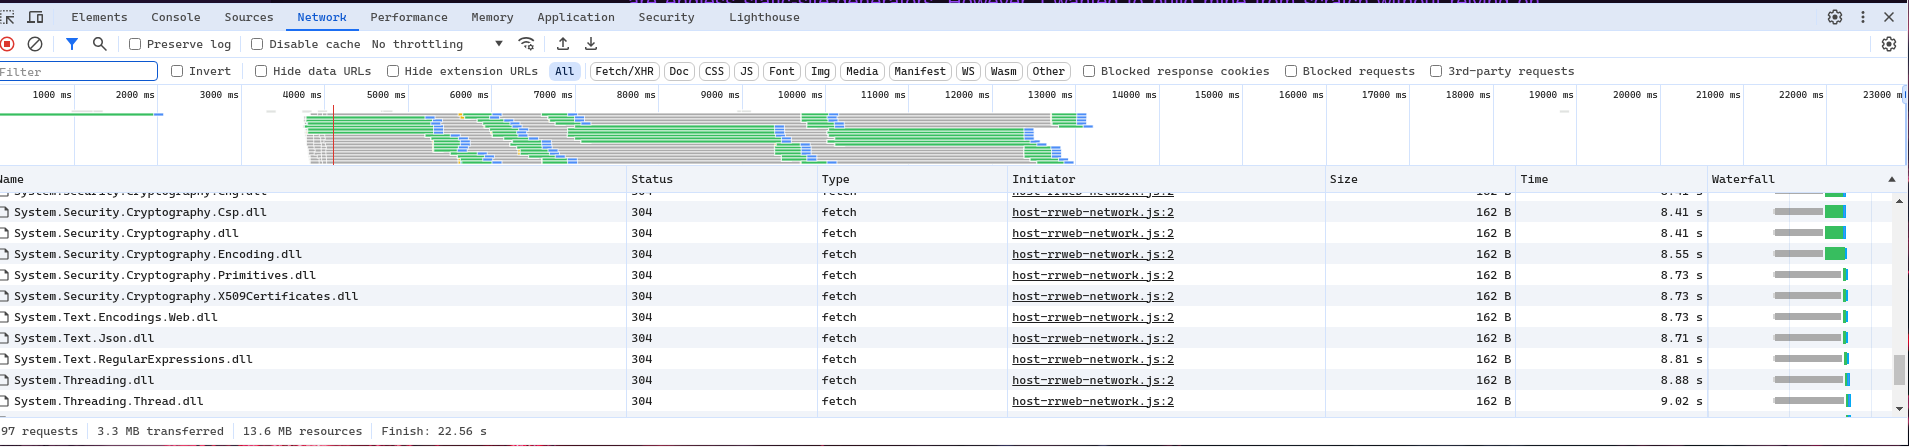 Elements Console Sources Network Performance Memory Application Security Lighthouse
Preserve log Disable cache No throttling
Filter Invert Hide data URLs Hide extension URLs All Fetch/XHR Doc CSS JS Font Img Media Manifest WS Wasm Other Blocked response cookies Blocked requests 3rd-party requests
1000 ms 2000 ms 3000 ms 4000 ms 5000 ms 6000 ms 7000 ms 8000 ms 9000 ms 10000 ms 11000 ms 12000 ms 13000 ms 14000 ms 15000 ms 16000 ms 17000 ms 18000 ms 19000 ms 20000 ms 21000 ms 22000 ms 23000 m
Name Status Type Initiator Size Time Waterfall
System.Security.Cryptography.Csp.dll 304 fetch host-rrweb-network.js:2 162 B 8.41 s
System.Security.Cryptography.dll 304 fetch host-rrweb-network.js:2 162 B 8.41 s
System.Security.Cryptography.Encoding.dll 304 fetch host-rrweb-network.js:2 162 B 8.55 s
System.Security.Cryptography.Primitives.dll 304 fetch host-rrweb-network.js:2 162 B 8.73 s
System.Security.Cryptography.X509Certificates.dll 304 fetch host-rrweb-network.js:2 162 B 8.73 s
System.Text.Encodings.Web.dll 304 fetch host-rrweb-network.js:2 162 B 8.73 s
System.Text.Json.dll 304 fetch host-rrweb-network.js:2 162 B 8.71 s
System.Text.RegularExpressions.dll 304 fetch host-rrweb-network.js:2 162 B 8.81 s
System.Threading.dll 304 fetch host-rrweb-network.js:2 162 B 8.88 s
System.Threading.Thread.dll 304 fetch host-rrweb-network.js:2 162 B 9.02 s
97 requests 3.3 MB transferred 13.6 MB resources Finish: 22.56 s